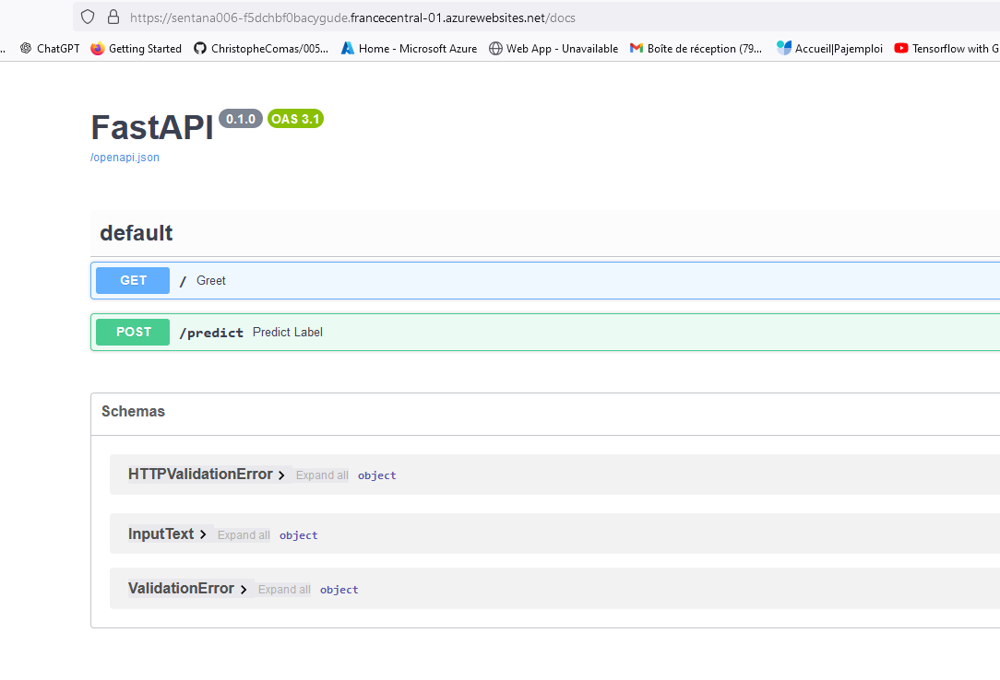 https://sentana006-f5dchbf0bacygude.francecentral-01.azurewebsites.net/docs
.. ChatGPT Getting Started ChristopheComas/005... Home - Microsoft Azure Web App - Unavailable Boîte de réception (79... Accueil|Pajemploi Tensorflow with G
FastAPI 0.1.0 OAS 3.1
/openapi.json
default
GET / Greet
POST /predict Predict Label
Schemas
HTTPValidationError Expand all object
InputText Expand all object
ValidationError Expand all object